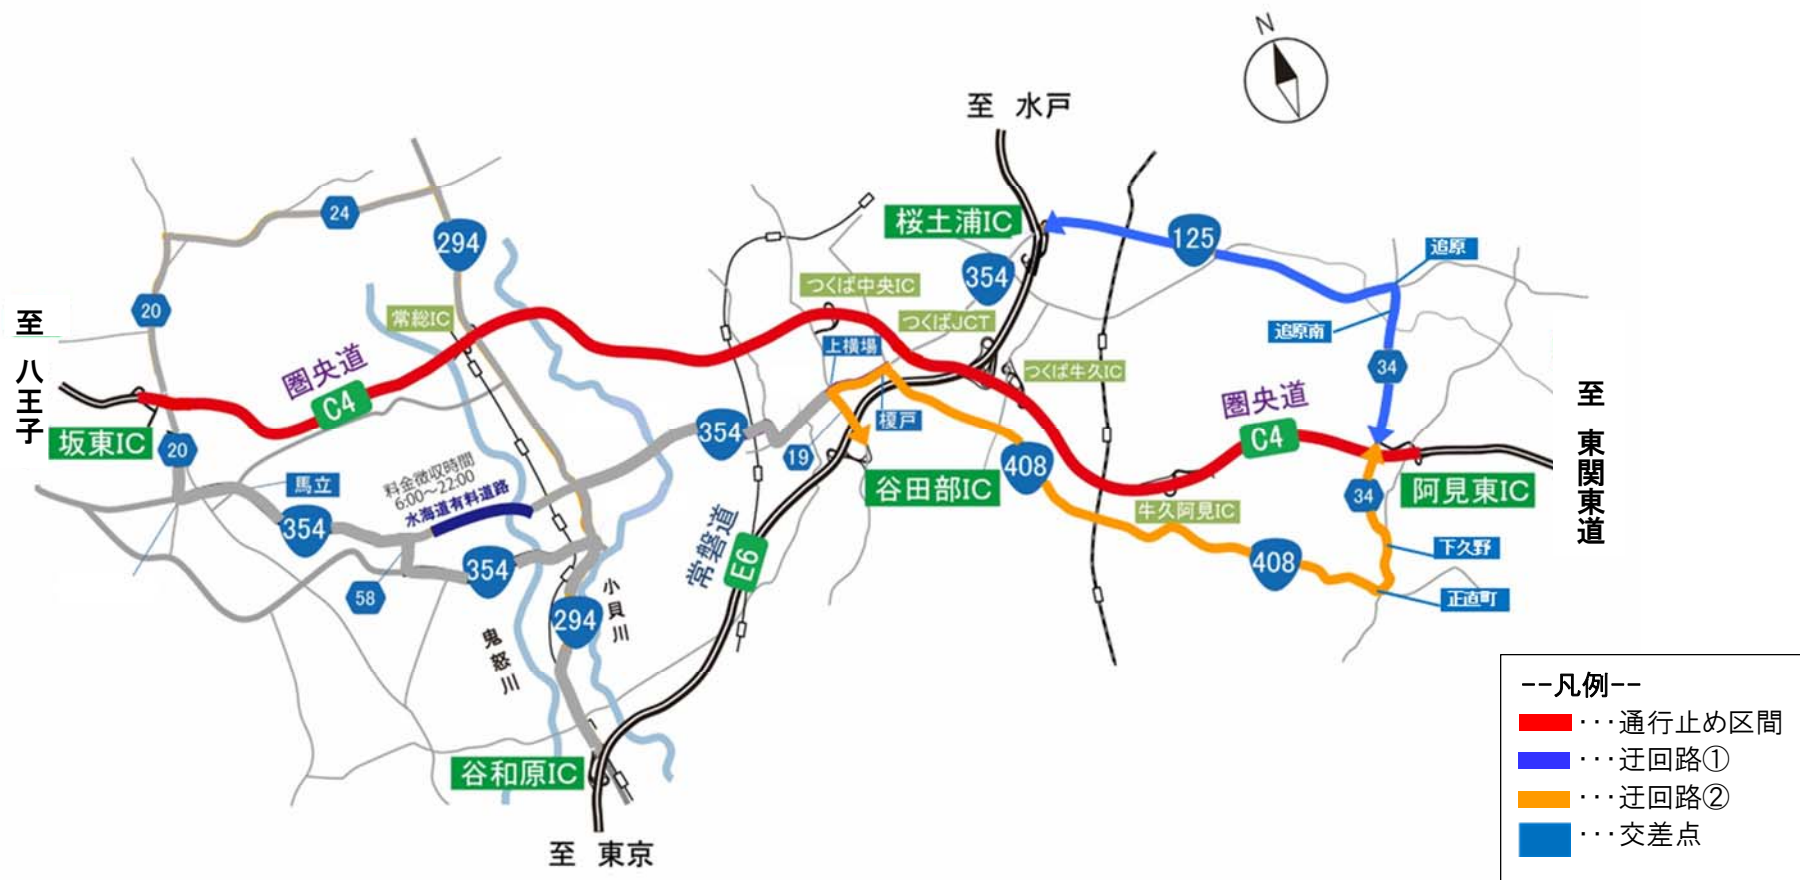 N
至 水戸
24
294
桜土浦IC
125
追原
354
つくば中央IC
20
常総IC
つくばJCT
追原南
至
八王子
圏央道
C4
上横場
つくば牛久IC
34
至
東関東道
圏央道
C4
坂東IC
20
354
19
榎戸
408
谷田部IC
34
阿見東IC
料金徴収時間
6:00～22:00
水海道有料道路
馬立
354
牛久阿見IC
常磐道
E6
408
下久野
354
58
正直町
294
小貝川
鬼怒川
谷和原IC
至 東京
--凡例--
･･･通行止め区間
･･･迂回路①
･･･迂回路②
･･･交差点